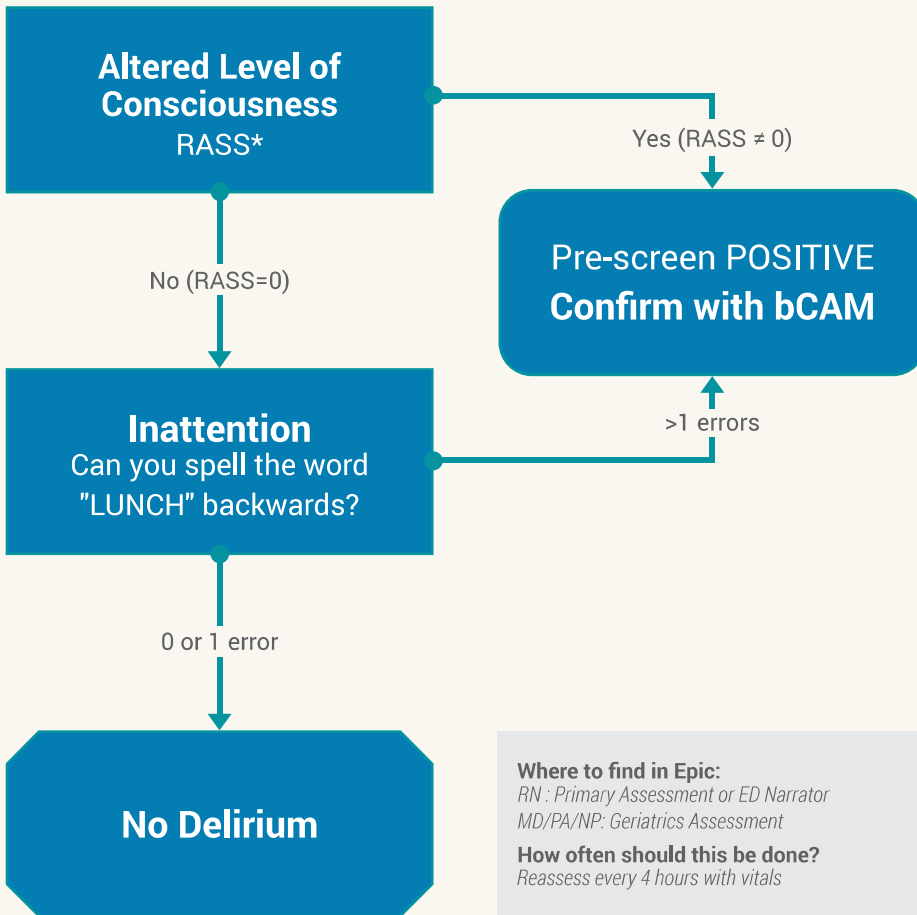 Altered Level of
Consciousness
RASS*
Yes (RASS ≠ 0)
Pre-screen POSITIVE
Confirm with bCAM
No (RASS=0)
Inattention
Can you spell the word
"LUNCH" backwards?
>1 errors
0 or 1 error
No Delirium
Where to find in Epic:
RN : Primary Assessment or ED Narrator
MD/PA/NP: Geriatrics Assessment
How often should this be done?
Reassess every 4 hours with vitals